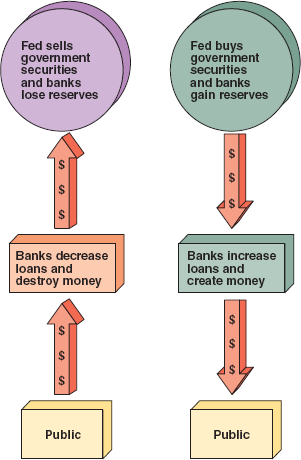 Fed sells
government
securities
and banks
lose reserves
$
$
$
Banks decrease
loans and
destroy money
$
$
$
Public
Fed buys
government
securities
and banks
gain reserves
$
$
$
Banks increase
loans and
create money
$
$
$
Public